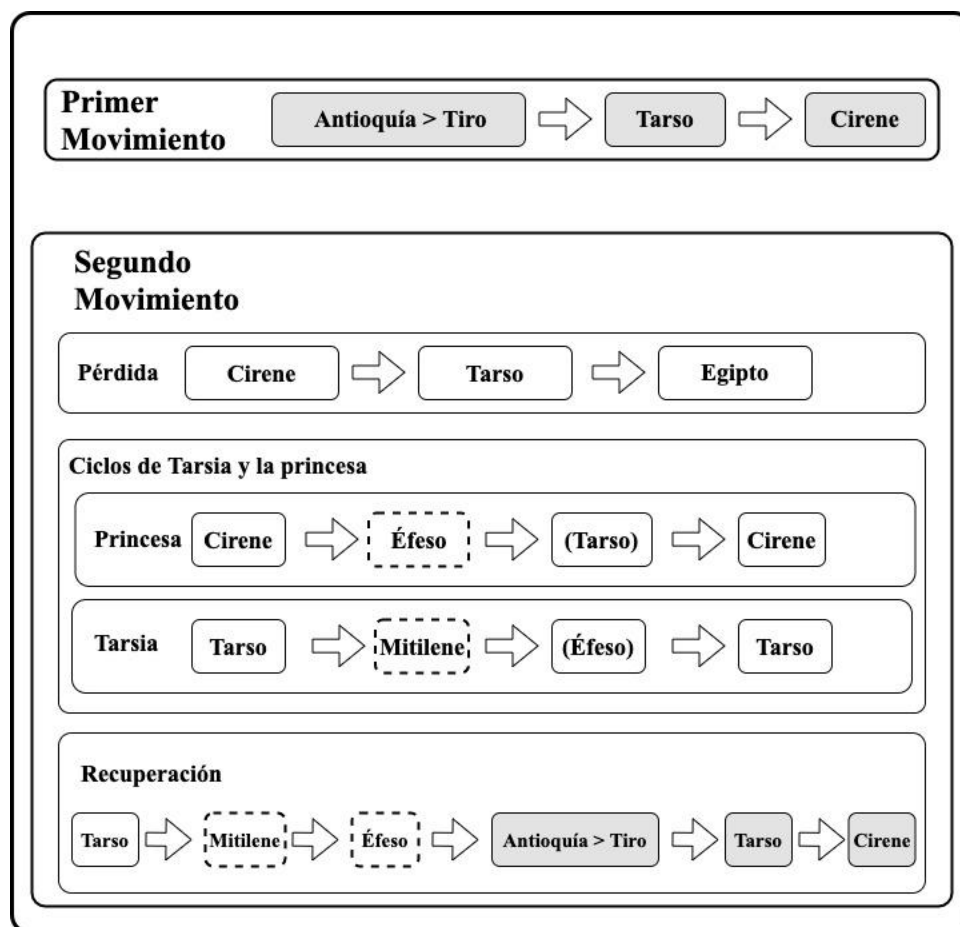 Primer
Movimiento
Antioquía > Tiro
Tarso
Cirene
Segundo
Movimiento
Pérdida
Cirene
Tarso
Egipto
Ciclos de Tarsia y la princesa
Princesa
Cirene
Éfeso
(Tarso)
Cirene
Tarsia
Tarso
Mitilene
(Éfeso)
Tarso
Recuperación
Tarso
Mitilene
Éfeso
Antioquía > Tiro
Tarso
Cirene